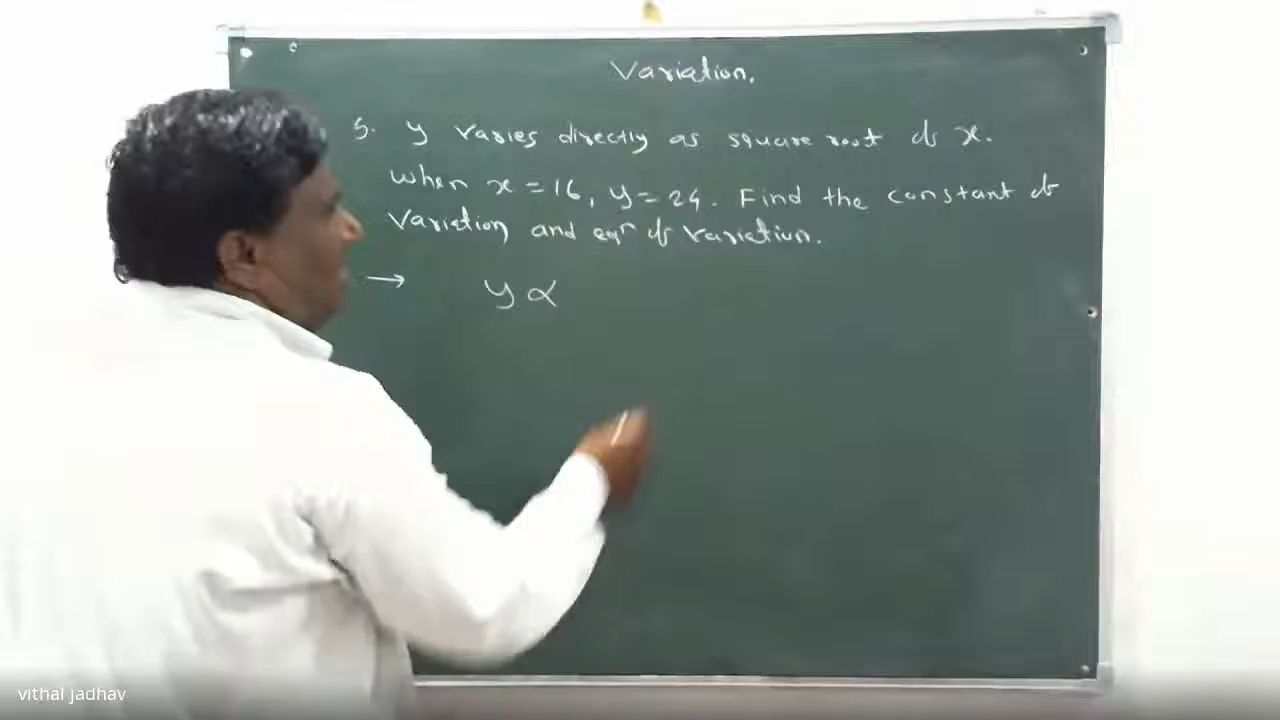 Variation.
5. y varies directly as square root of x.
when x = 16, y = 24. Find the constant of
Variation and eqⁿ of variation.
→ y ∝
vithal jadhav